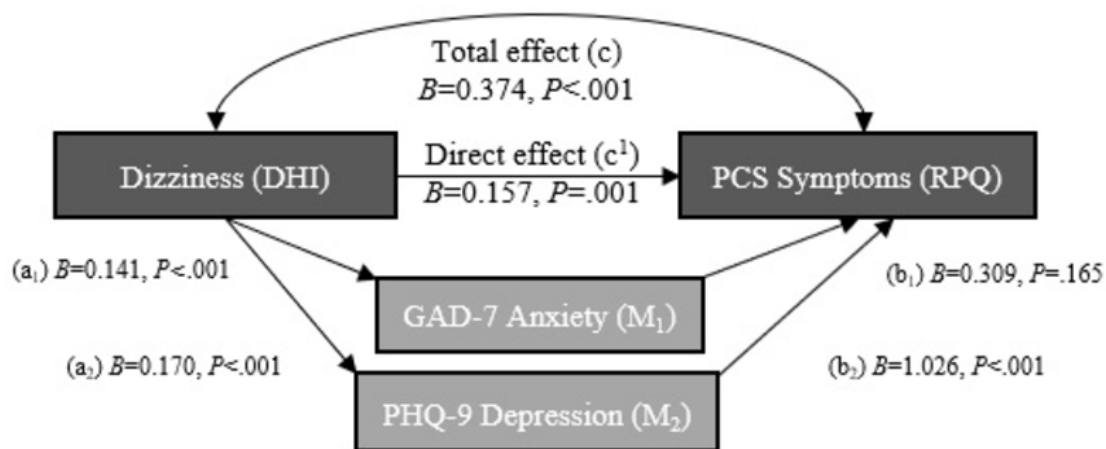 Total effect (c)
B=0.374, P<.001
Dizziness (DHI)
Direct effect (c¹)
B=0.157, P=.001
PCS Symptoms (RPQ)
(a₁) B=0.141, P<.001
(b₁) B=0.309, P=.165
GAD-7 Anxiety (M₁)
(a₂) B=0.170, P<.001
(b₂) B=1.026, P<.001
PHQ-9 Depression (M₂)